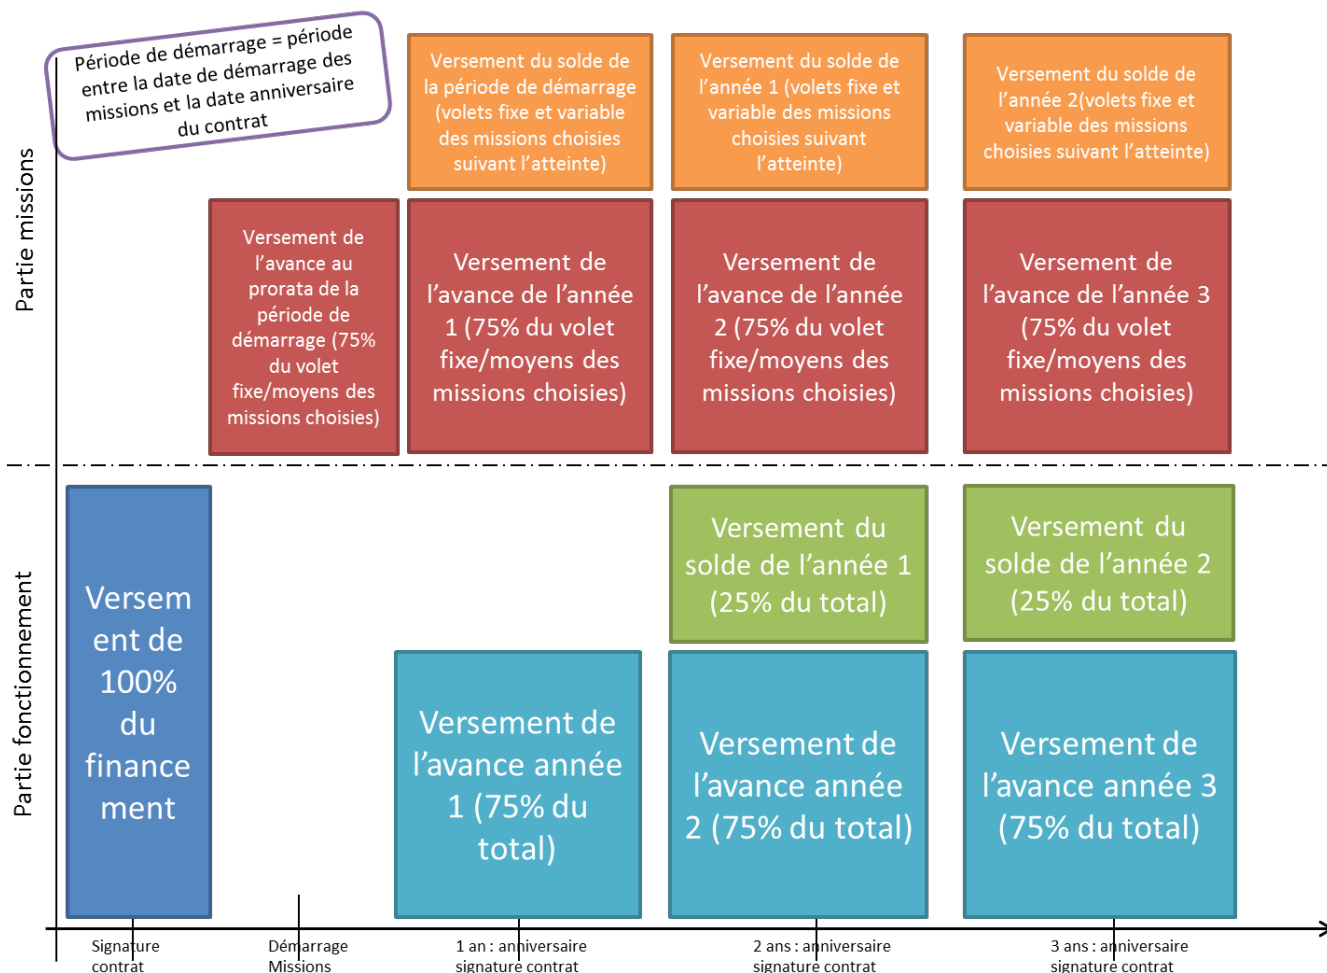 Période de démarrage = période
entre la date de démarrage des
missions et la date anniversaire
du contrat
Versement du solde de
la période de démarrage
(volets fixe et variable
des missions choisies
suivant l’atteinte)
Versement du solde de
l’année 1 (volets fixe et
variable des missions
choisies suivant
l’atteinte)
Versement du solde de
l’année 2(volets fixe et
variable des missions
choisies suivant l’atteinte)
Partie missions
Versement de
l’avance au
prorata de la
période de
démarrage (75%
du volet
fixe/moyens des
missions choisies)
Versement de
l’avance de l’année
1 (75% du volet
fixe/moyens des
missions choisies)
Versement de
l’avance de l’année
2 (75% du volet
fixe/moyens des
missions choisies)
Versement de
l’avance de l’année 3
(75% du volet
fixe/moyens des
missions choisies)
Partie fonctionnement
Versem
ent de
100%
du
finance
ment
Versement du
solde de l’année 1
(25% du total)
Versement du
solde de l’année 2
(25% du total)
Versement de
l’avance année
1 (75% du
total)
Versement de
l’avance année
2 (75% du total)
Versement de
l’avance année 3
(75% du total)
Signature
contrat
Démarrage
Missions
1 an : anniversaire
signature contrat
2 ans : anniversaire
signature contrat
3 ans : anniversaire
signature contrat